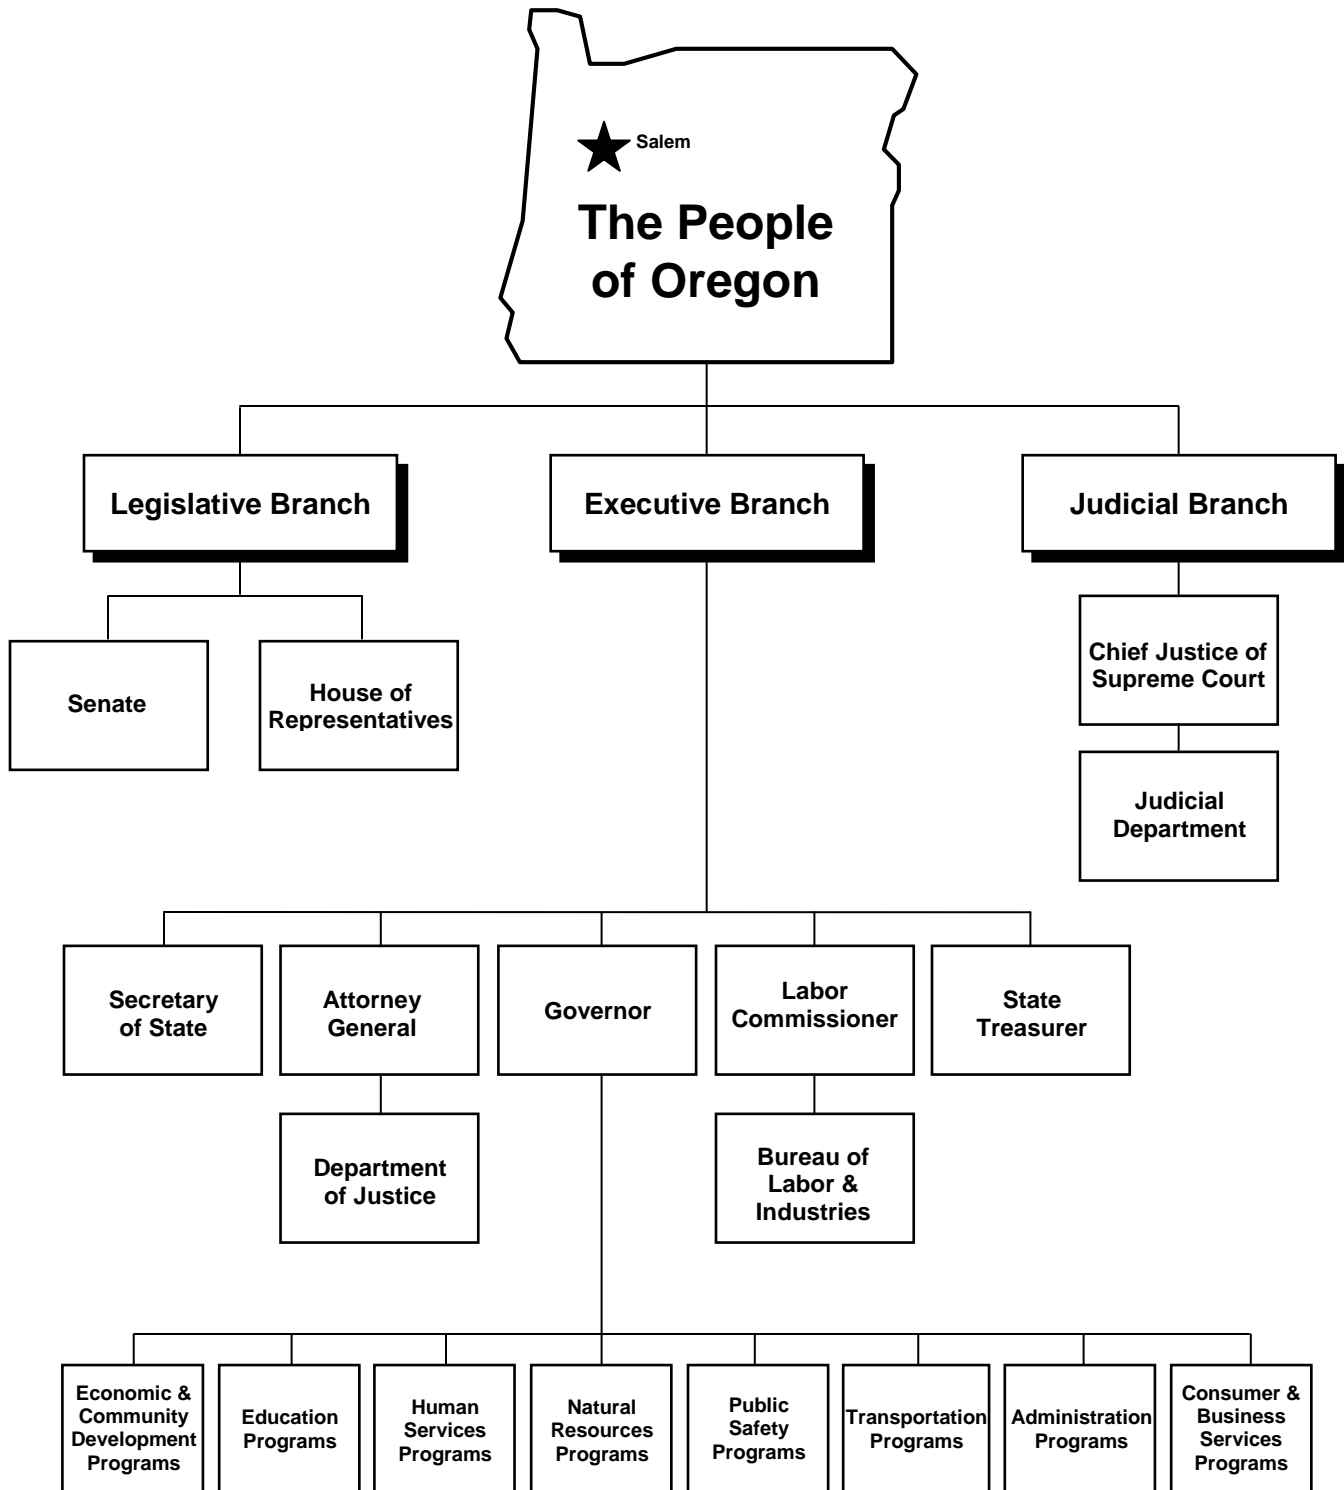 Salem
The People
of Oregon
Legislative Branch
Executive Branch
Judicial Branch
Senate
House of
Representatives
Chief Justice of
Supreme Court
Judicial
Department
Secretary
of State
Attorney
General
Governor
Labor
Commissioner
State
Treasurer
Department
of Justice
Bureau of
Labor &
Industries
Economic &
Community
Development
Programs
Education
Programs
Human
Services
Programs
Natural
Resources
Programs
Public
Safety
Programs
Transportation
Programs
Administration
Programs
Consumer &
Business
Services
Programs